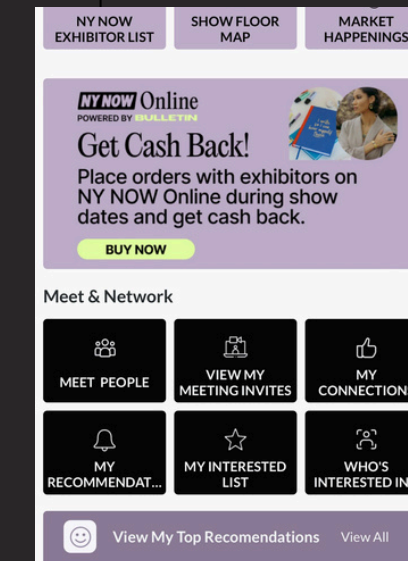 NY NOW
EXHIBITOR LIST
SHOW FLOOR
MAP
MARKET
HAPPENINGS
NY NOW Online
POWERED BY BULLETIN
Get Cash Back!
Place orders with exhibitors on
NY NOW Online during show
dates and get cash back.
BUY NOW
Meet & Network
MEET PEOPLE
VIEW MY
MEETING INVITES
MY
CONNECTION
MY
RECOMMENDAT...
MY INTERESTED
LIST
WHO'S
INTERESTED IN
View My Top Recomendations View All